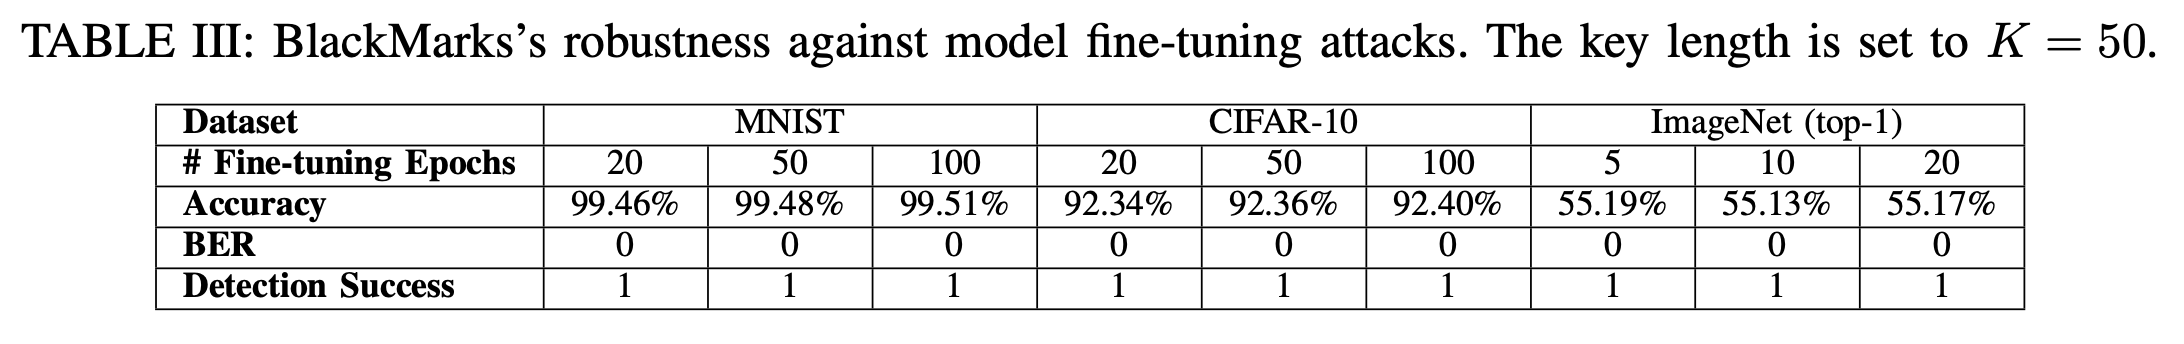 TABLE III: BlackMarks’s robustness against model fine-tuning attacks. The key length is set to K = 50.
Dataset MNIST CIFAR-10 ImageNet (top-1)
# Fine-tuning Epochs 20 50 100 20 50 100 5 10 20
Accuracy 99.46% 99.48% 99.51% 92.34% 92.36% 92.40% 55.19% 55.13% 55.17%
BER 0 0 0 0 0 0 0 0 0
Detection Success 1 1 1 1 1 1 1 1 1